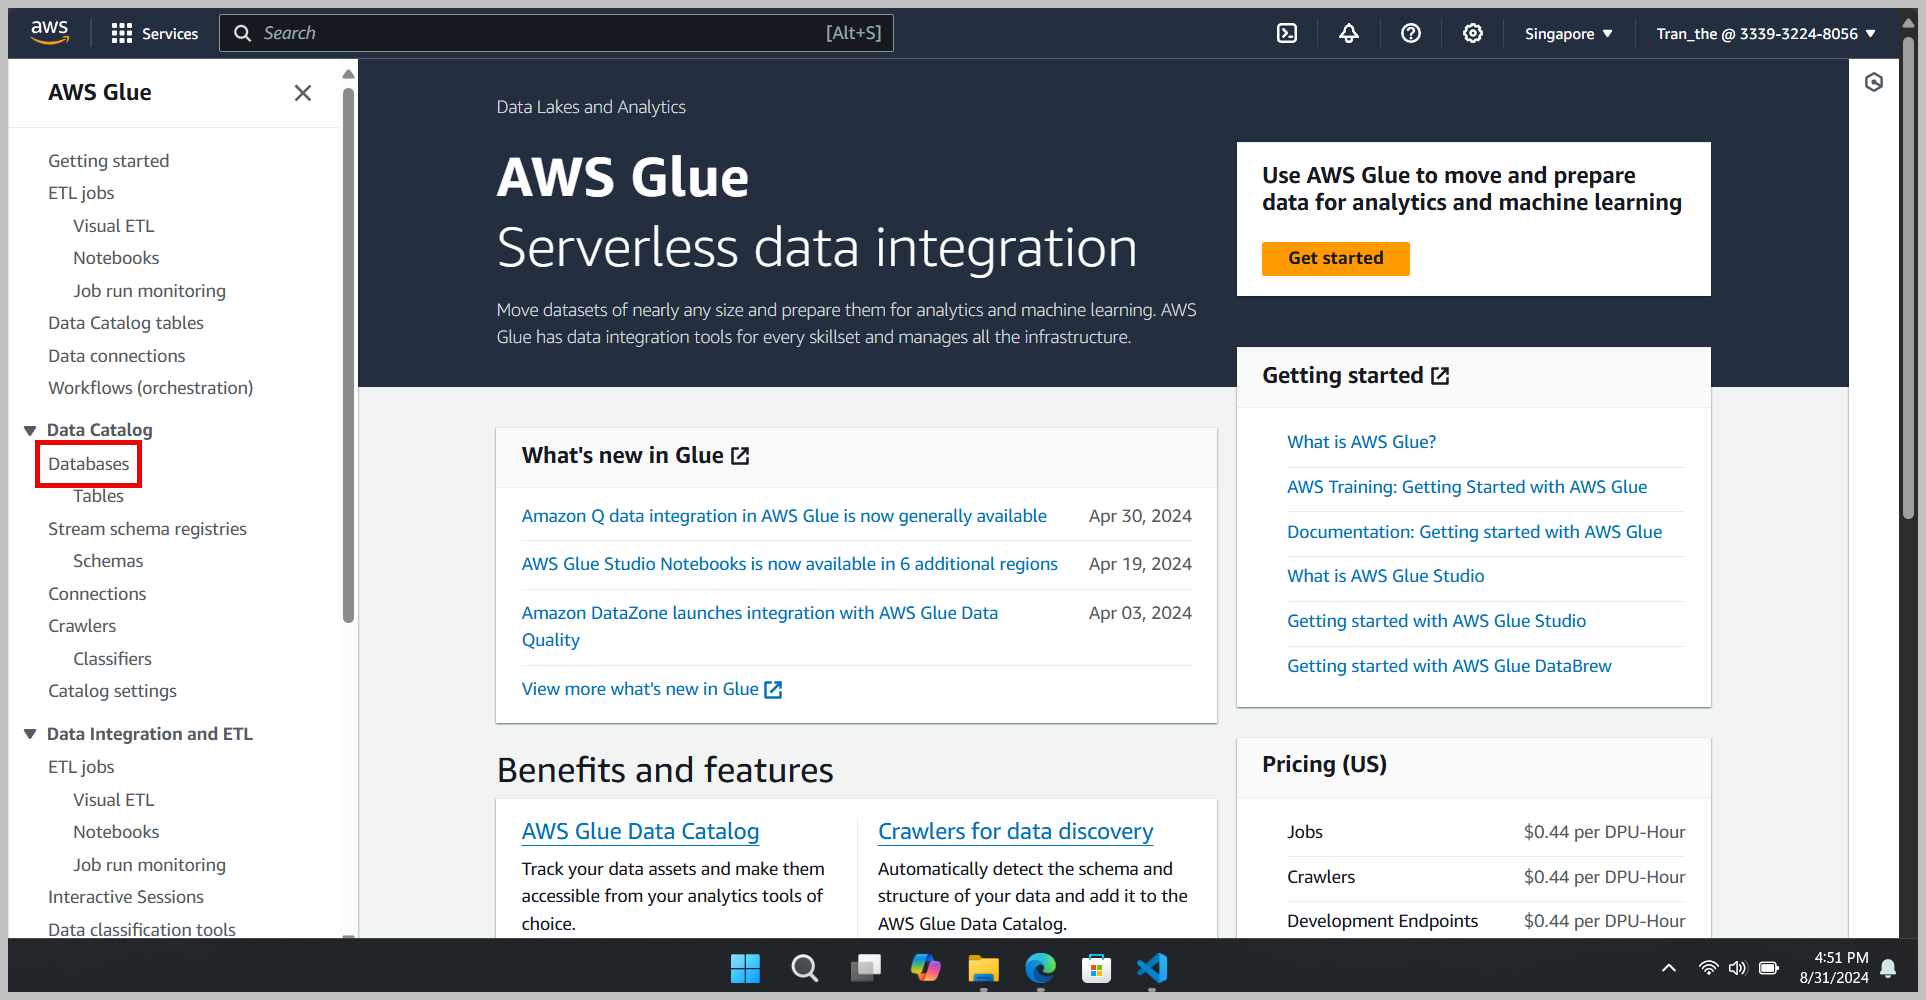 aws
Services
Search
[Alt+S]
Singapore ▼
Tran_the @ 3339-3224-8056 ▼
AWS Glue
Getting started
ETL jobs
Visual ETL
Notebooks
Job run monitoring
Data Catalog tables
Data connections
Workflows (orchestration)
Data Catalog
Databases
Tables
Stream schema registries
Schemas
Connections
Crawlers
Classifiers
Catalog settings
Data Integration and ETL
ETL jobs
Visual ETL
Notebooks
Job run monitoring
Interactive Sessions
Data classification tools
Data Lakes and Analytics
AWS Glue
Serverless data integration
Move datasets of nearly any size and prepare them for analytics and machine learning. AWS
Glue has data integration tools for every skillset and manages all the infrastructure.
Use AWS Glue to move and prepare
data for analytics and machine learning
Get started
What's new in Glue
Amazon Q data integration in AWS Glue is now generally available Apr 30, 2024
AWS Glue Studio Notebooks is now available in 6 additional regions Apr 19, 2024
Amazon DataZone launches integration with AWS Glue Data Apr 03, 2024
Quality
View more what's new in Glue
Getting started
What is AWS Glue?
AWS Training: Getting Started with AWS Glue
Documentation: Getting started with AWS Glue
What is AWS Glue Studio
Getting started with AWS Glue Studio
Getting started with AWS Glue DataBrew
Benefits and features
AWS Glue Data Catalog
Track your data assets and make them
accessible from your analytics tools of
choice.
Crawlers for data discovery
Automatically detect the schema and
structure of your data and add it to the
AWS Glue Data Catalog.
Pricing (US)
Jobs $0.44 per DPU-Hour
Crawlers $0.44 per DPU-Hour
Development Endpoints $0.44 per DPU-Hour
4:51 PM
8/31/2024